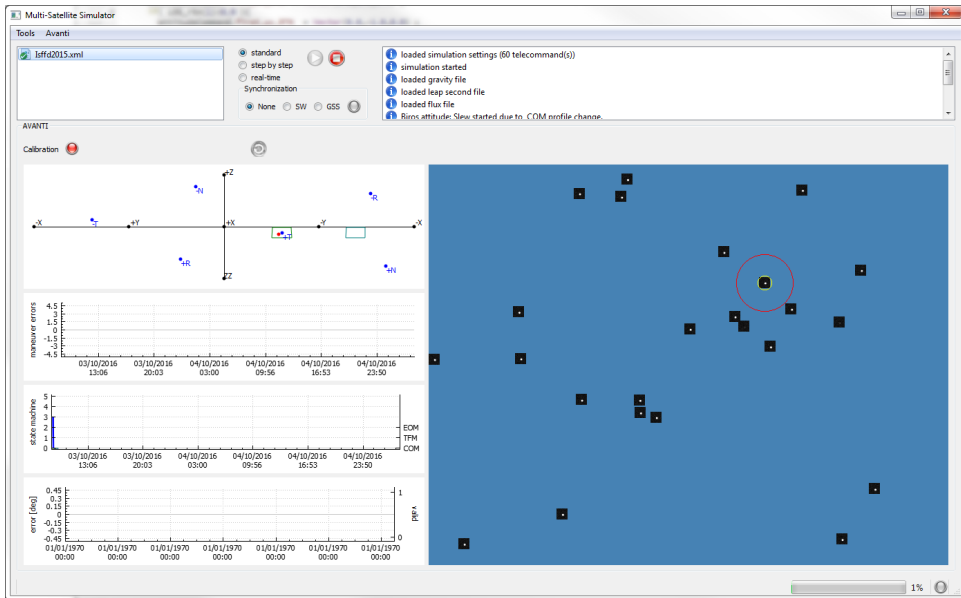 Multi-Satellite Simulator
Tools Avanti
Isffd2015.xml
standard
step by step
real-time
Synchronization
None SW GSS
loaded simulation settings (60 telecommand(s))
simulation started
loaded gravity file
loaded leap second file
loaded flux file
Biros attitude: Slew started due to COM profile change.
AVANTI
Calibration
+Z
-N
-R
-X -T +Y +X -Y -X
+T
+R
+N
ZZ
maneuver errors
4.5
3
1.5
0
-1.5
-3
-4.5
03/10/2016 03/10/2016 04/10/2016 04/10/2016 04/10/2016 04/10/2016
13:06 20:03 03:00 09:56 16:53 23:50
state machine
5
4
3
2
1
0
EOM
TFM
COM
03/10/2016 03/10/2016 04/10/2016 04/10/2016 04/10/2016 04/10/2016
13:06 20:03 03:00 09:56 16:53 23:50
error [deg]
0.45
0.3
0.15
0
-0.15
-0.3
-0.45
1
0
valid
01/01/1970 01/01/1970 01/01/1970 01/01/1970 01/01/1970 01/01/1970 01/01/1970
00:00 00:00 00:00 00:00 00:00 00:00 00:00
1%